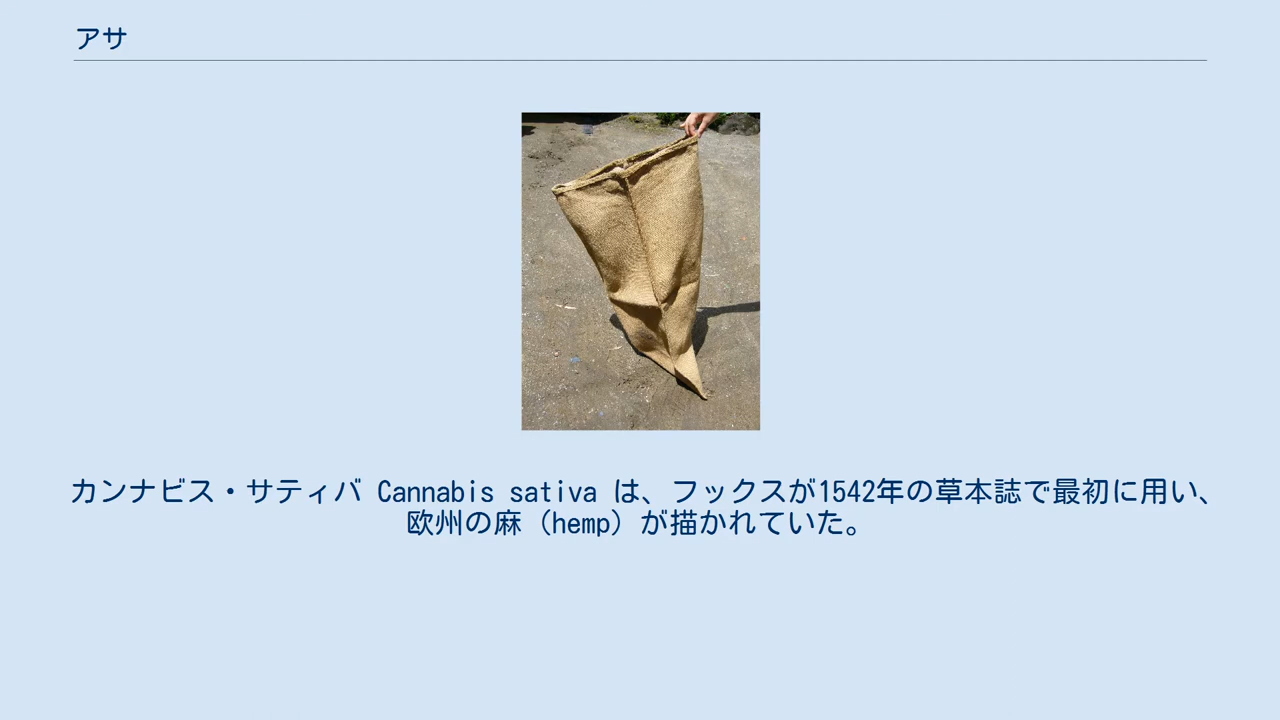 アサ
カンナビス・サティバ Cannabis sativa は、フックスが1542年の草本誌で最初に用い、
欧州の麻（hemp）が描かれていた。